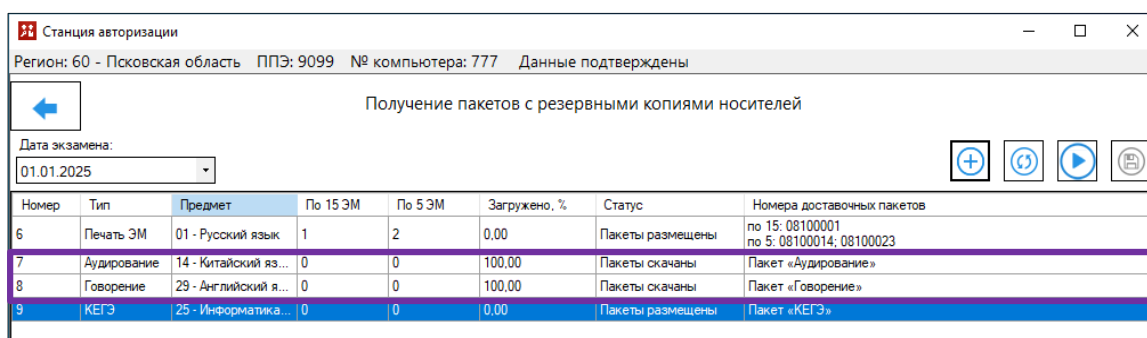 Станция авторизации
Регион: 60 - Псковская область ППЭ: 9099 № компьютера: 777 Данные подтверждены
Получение пакетов с резервными копиями носителей
Дата экзамена:
01.01.2025
Номер Тип Предмет По 15 ЭМ По 5 ЭМ Загружено, % Статус Номера доставочных пакетов
6 Печать ЭМ 01 - Русский язык 1 2 0,00 Пакеты размещены по 15: 08100001
по 5: 08100014; 08100023
7 Аудирование 14 - Китайский яз... 0 0 100,00 Пакеты скачаны Пакет «Аудирование»
8 Говорение 29 - Английский я... 0 0 100,00 Пакеты скачаны Пакет «Говорение»
9 КЕГЭ 25 - Информатика... 0 0 0,00 Пакеты размещены Пакет «КЕГЭ»